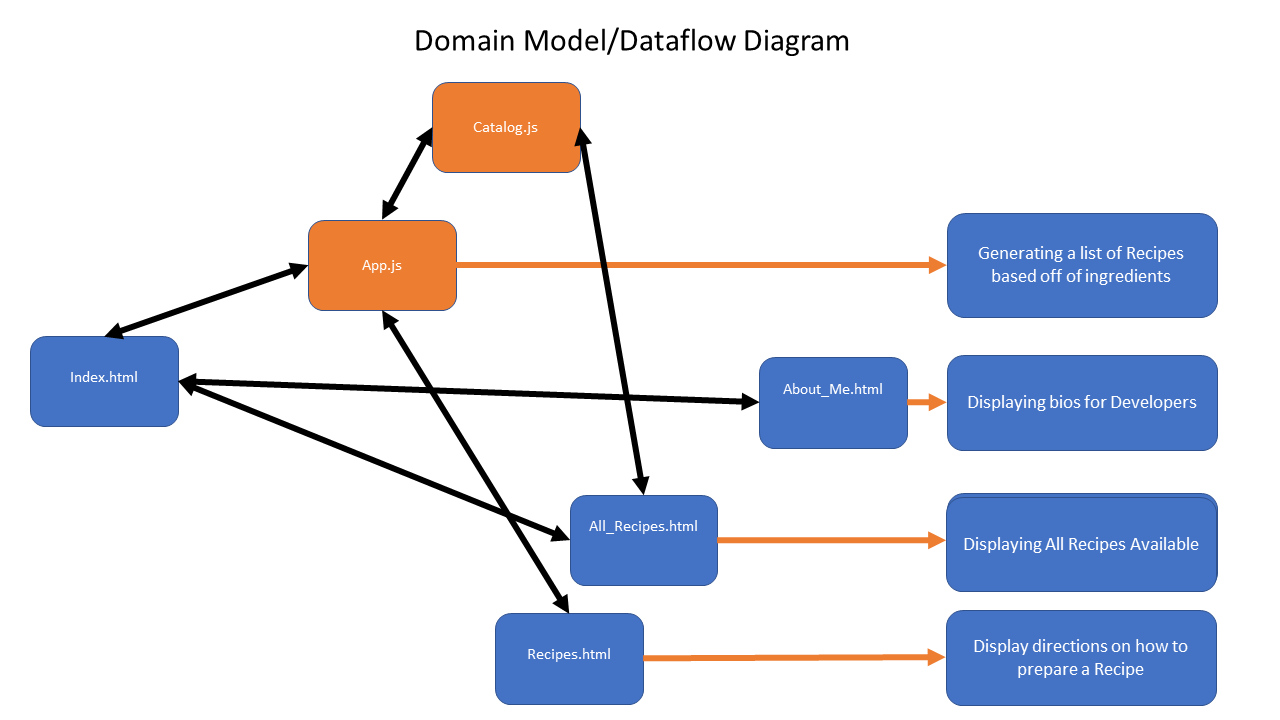 Domain Model/Dataflow Diagram
Catalog.js
App.js
Generating a list of Recipes
based off of ingredients
Index.html
About_Me.html
Displaying bios for Developers
All_Recipes.html
Displaying All Recipes Available
Recipes.html
Display directions on how to
prepare a Recipe